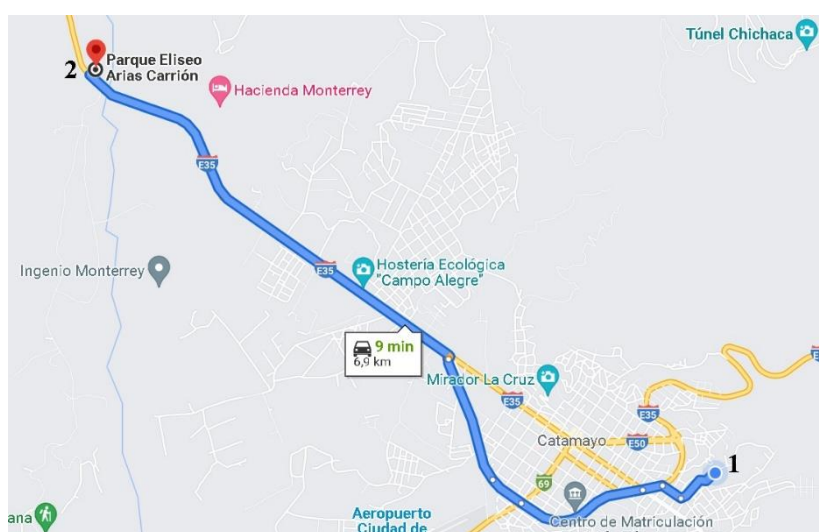 Túnel Chichaca
2
Parque Eliseo
Arias Carrión
Hacienda Monterrey
E35
Ingenio Monterrey
E35
Hostería Ecológica
"Campo Alegre"
9 min
6,9 km
Mirador La Cruz
E35
E35
Catamayo
E50
1
69
ana
Aeropuerto
Ciudad de
Centro de Matriculación